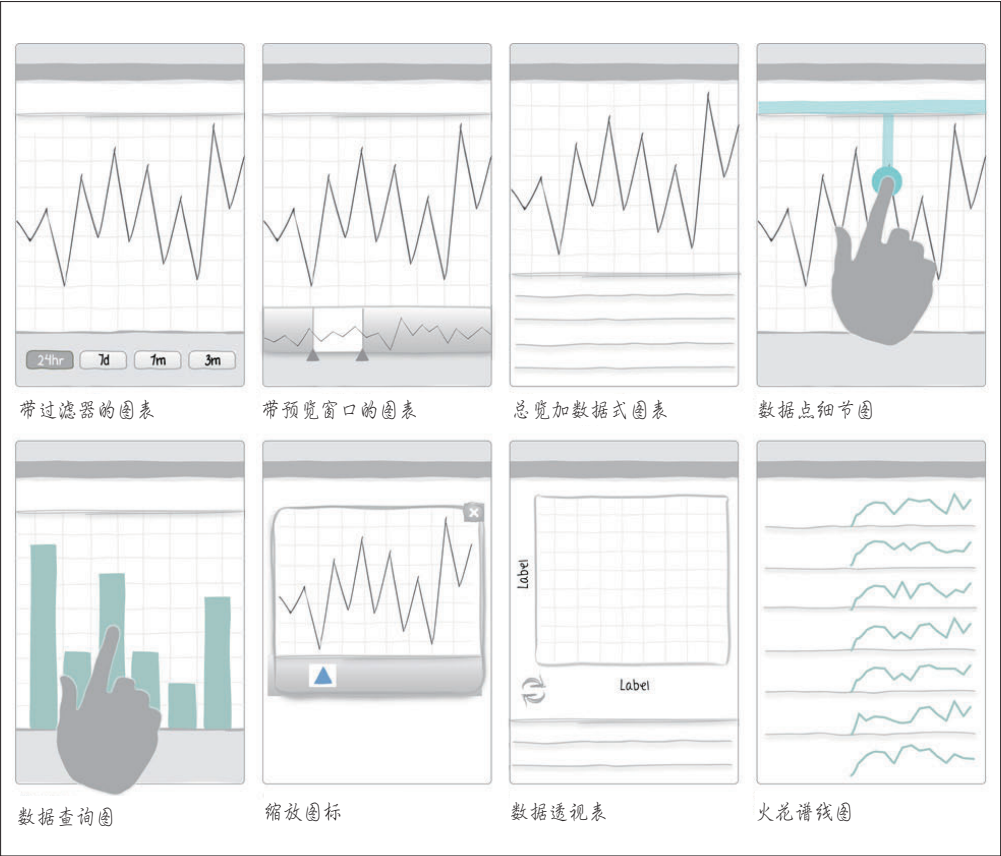 24hr 7d 1m 3m
带过滤器的图表
带预览窗口的图表
总览加数据式图表
数据点细节图
Label
Label
数据查询图
缩放图标
数据透视表
火花谱线图